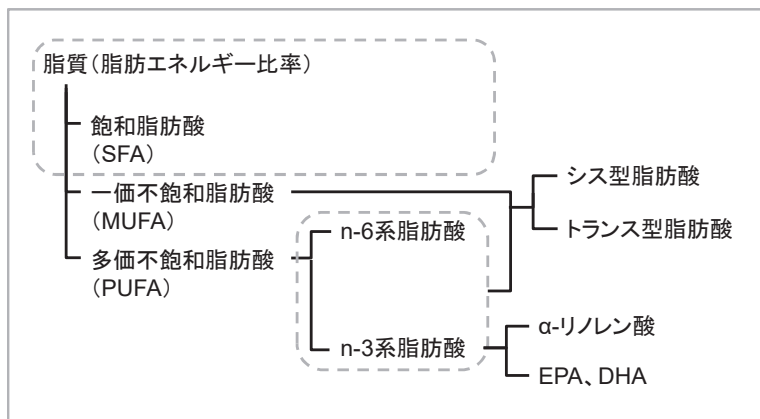 脂質（脂肪エネルギー比率）
飽和脂肪酸
（SFA）
一価不飽和脂肪酸
（MUFA）
多価不飽和脂肪酸
（PUFA）
n-6系脂肪酸
n-3系脂肪酸
シス型脂肪酸
トランス型脂肪酸
α-リノレン酸
EPA、DHA